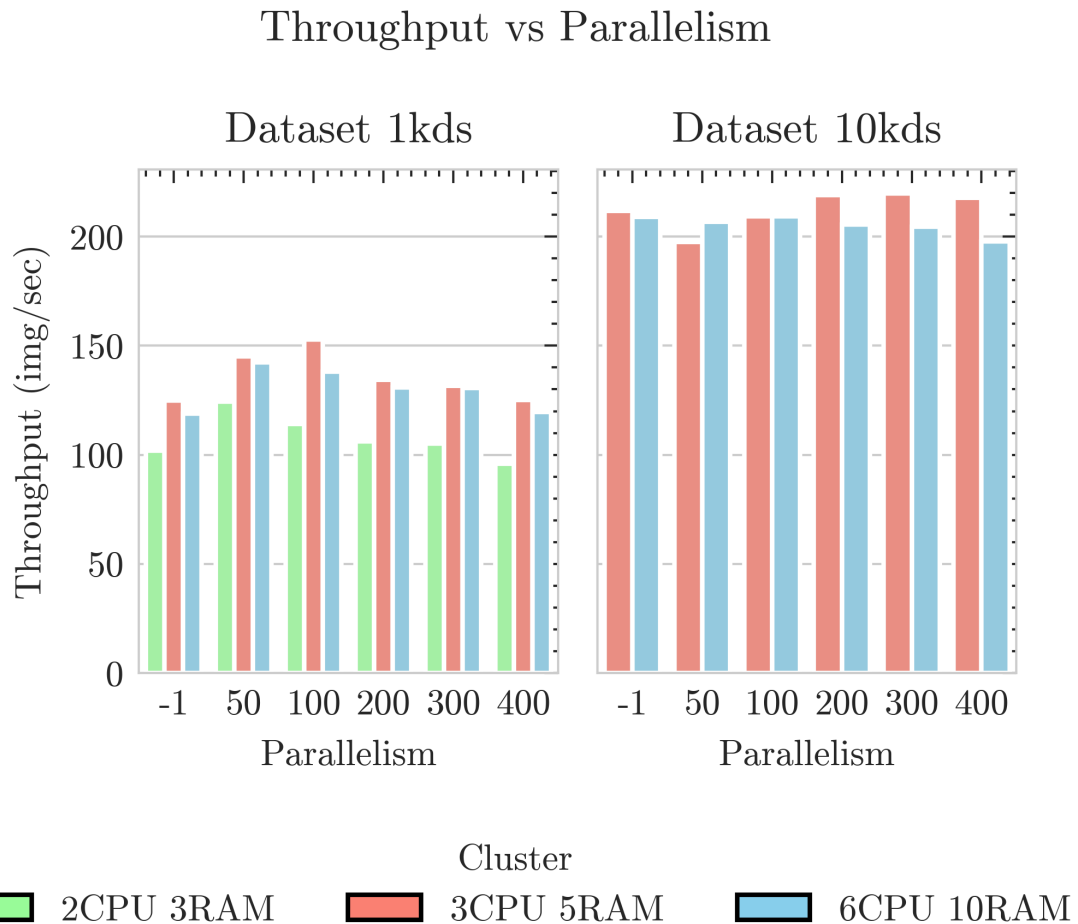 Throughput vs Parallelism
Dataset 1kds
Dataset 10kds
Throughput (img/sec)
200
150
100
50
0
-1 50 100 200 300 400
-1 50 100 200 300 400
Parallelism
Parallelism
Cluster
2CPU 3RAM
3CPU 5RAM
6CPU 10RAM